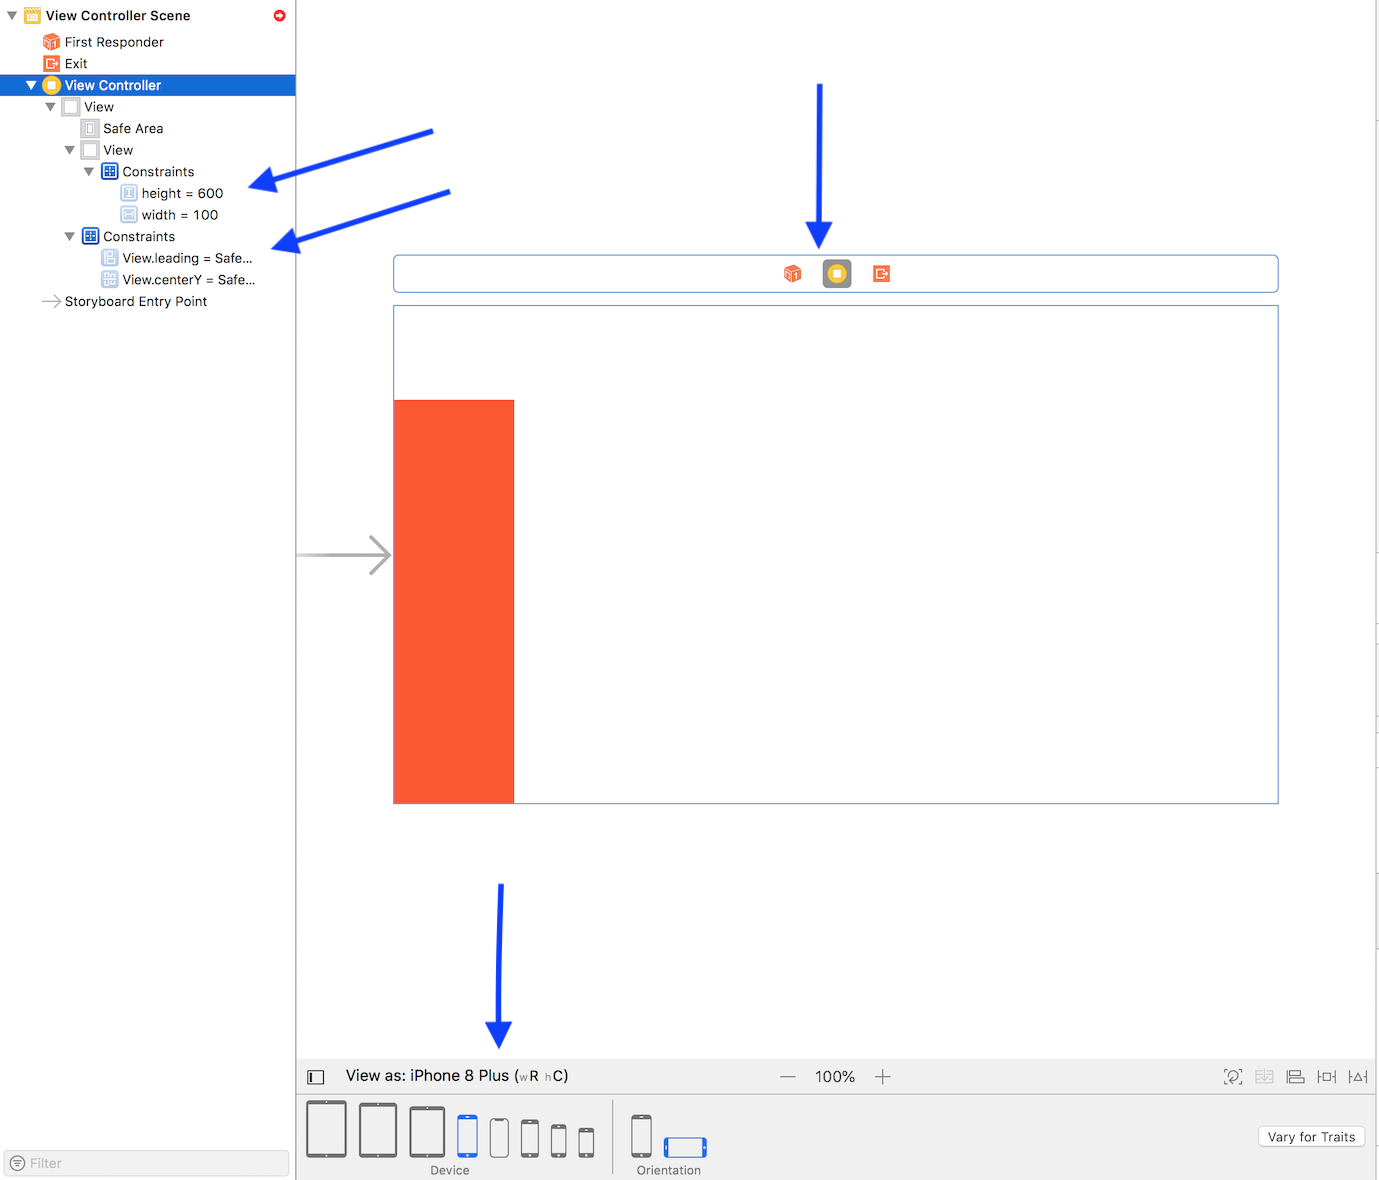 View Controller Scene
First Responder
Exit
View Controller
View
Safe Area
View
Constraints
height = 600
width = 100
Constraints
View.leading = Safe...
View.centerY = Safe...
Storyboard Entry Point
View as: iPhone 8 Plus (wR hC)
100%
Vary for Traits
Filter
Device
Orientation